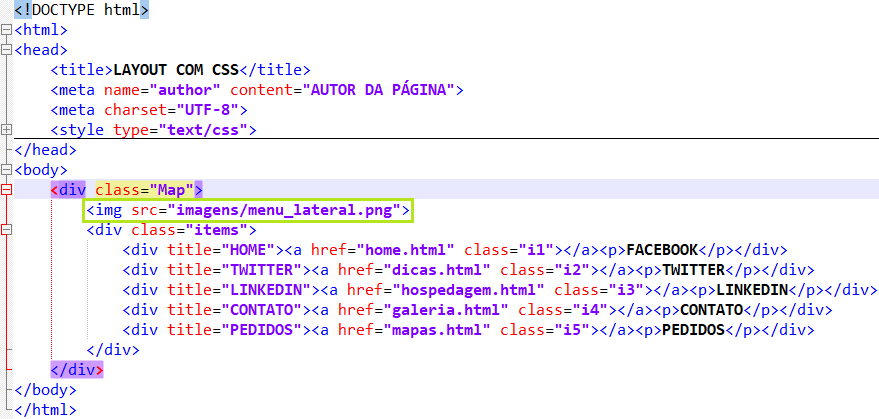 <!DOCTYPE html>
<html>
<head>
<title>LAYOUT COM CSS</title>
<meta name="author" content="AUTOR DA PÁGINA">
<meta charset="UTF-8">
<style type="text/css">
</head>
<body>
<div class="Map">
<img src="imagens/menu_lateral.png">
<div class="items">
<div title="HOME"><a href="home.html" class="i1"></a><p>FACEBOOK</p></div>
<div title="TWITTER"><a href="dicas.html" class="i2"></a><p>TWITTER</p></div>
<div title="LINKEDIN"><a href="hospedagem.html" class="i3"></a><p>LINKEDIN</p></div>
<div title="CONTATO"><a href="galeria.html" class="i4"></a><p>CONTATO</p></div>
<div title="PEDIDOS"><a href="mapas.html" class="i5"></a><p>PEDIDOS</p></div>
</div>
</div>
</body>
</html>